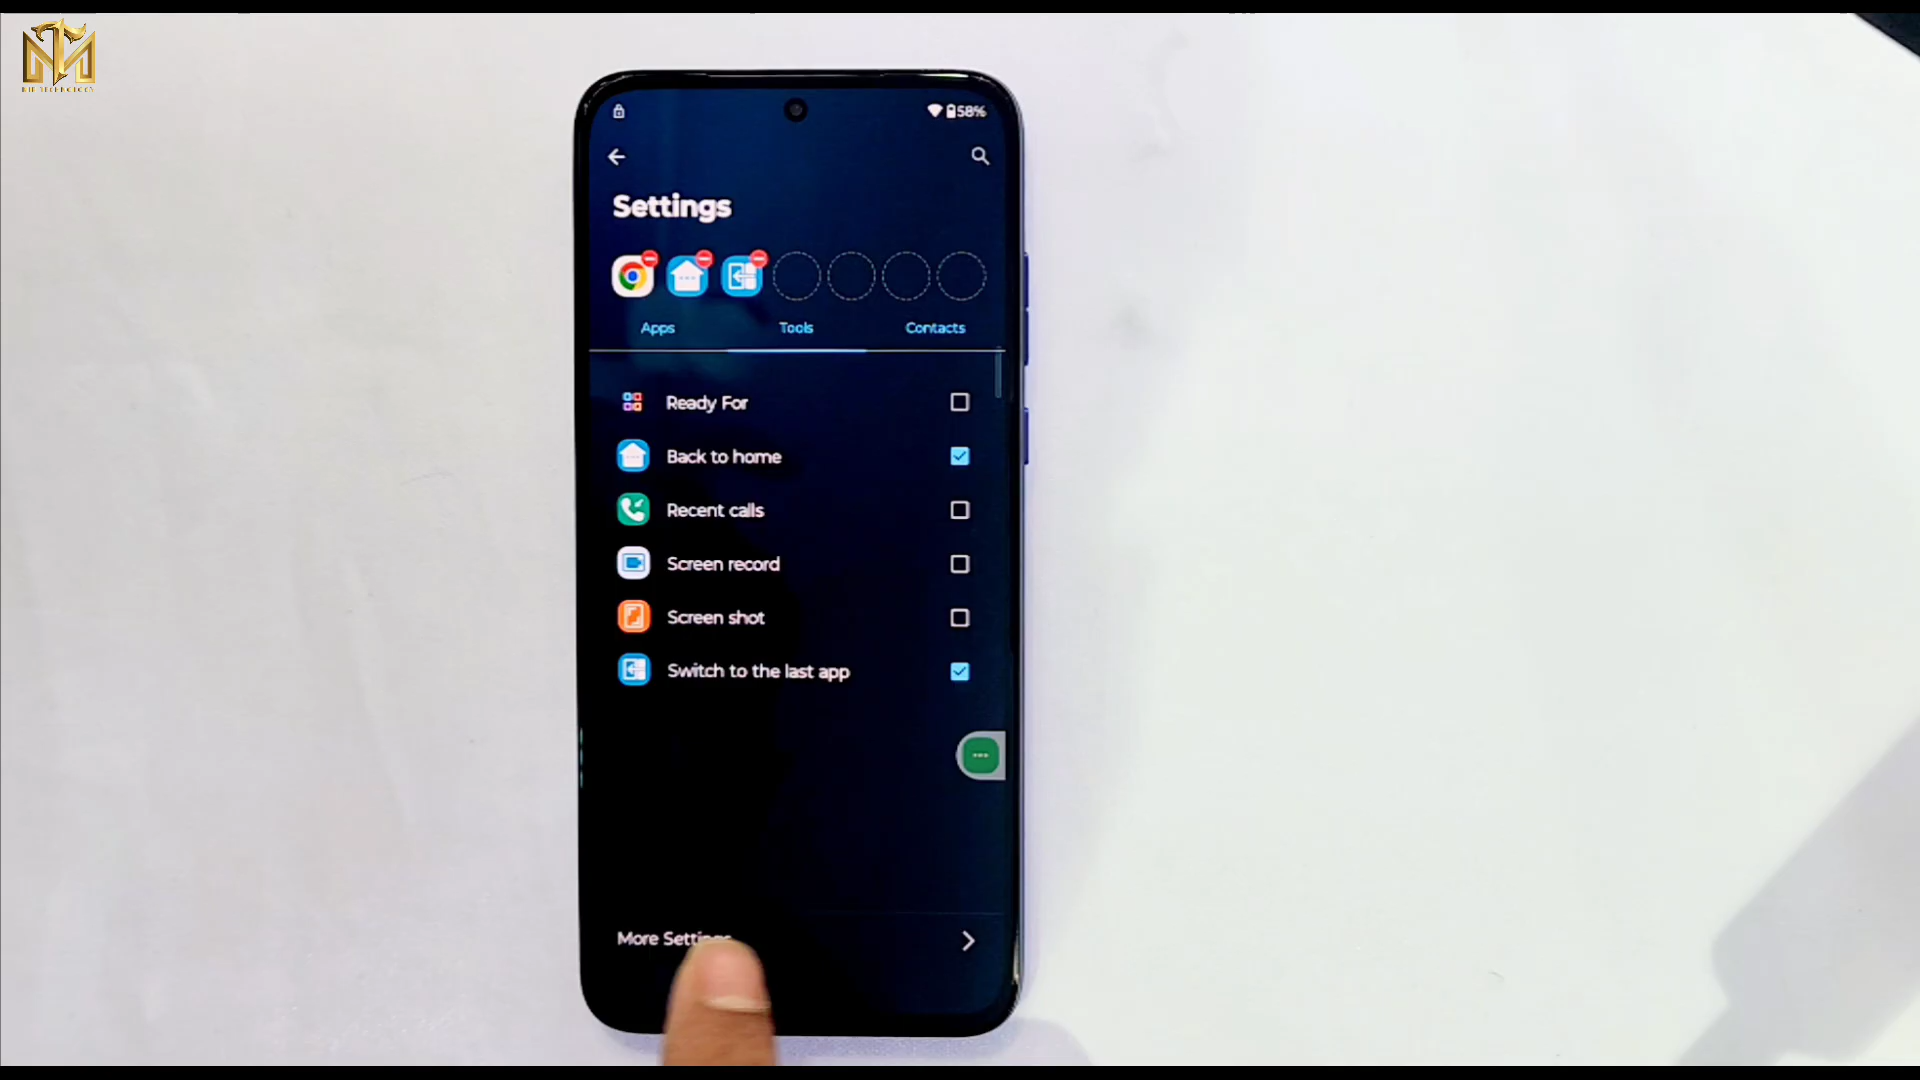 58%
Settings
Apps Tools Contacts
Ready For
Back to home
Recent calls
Screen record
Screen shot
Switch to the last app
More Settings